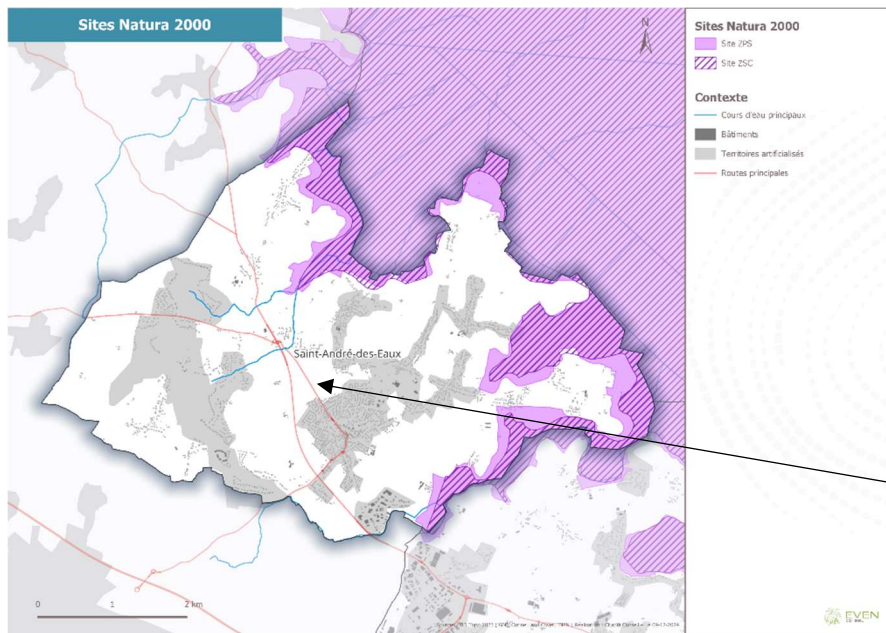 Sites Natura 2000
N
Saint-André-des-Eaux
0 1 2 km
Sites Natura 2000
Site ZPS
Site ZSC
Contexte
Cours d'eau principaux
Bâtiments
Territoires artificialisés
Routes principales
EVEN